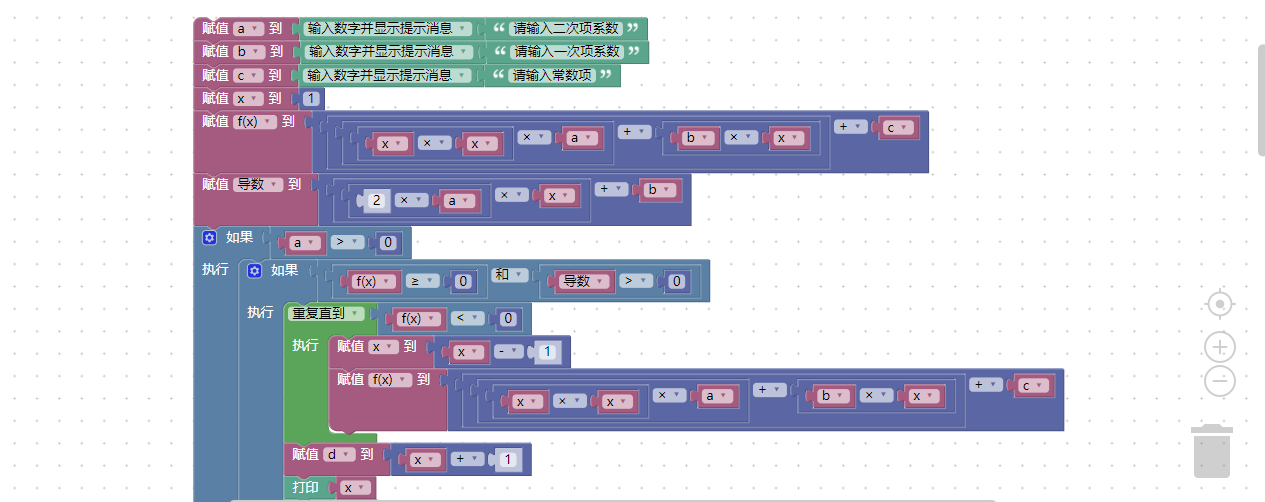 赋值 a 到 输入数字并显示提示消息 “ 请输入二次项系数 ”
赋值 b 到 输入数字并显示提示消息 “ 请输入一次项系数 ”
赋值 c 到 输入数字并显示提示消息 “ 请输入常数项 ”
赋值 x 到 1
赋值 f(x) 到 x × x × a + b × x + c
赋值 导数 到 2 × a × x + b
如果 a > 0
执行 如果 f(x) ≥ 0 和 导数 > 0
执行 重复直到 f(x) < 0
执行 赋值 x 到 x - 1
赋值 f(x) 到 x × x × a + b × x + c
赋值 d 到 x + 1
打印 x